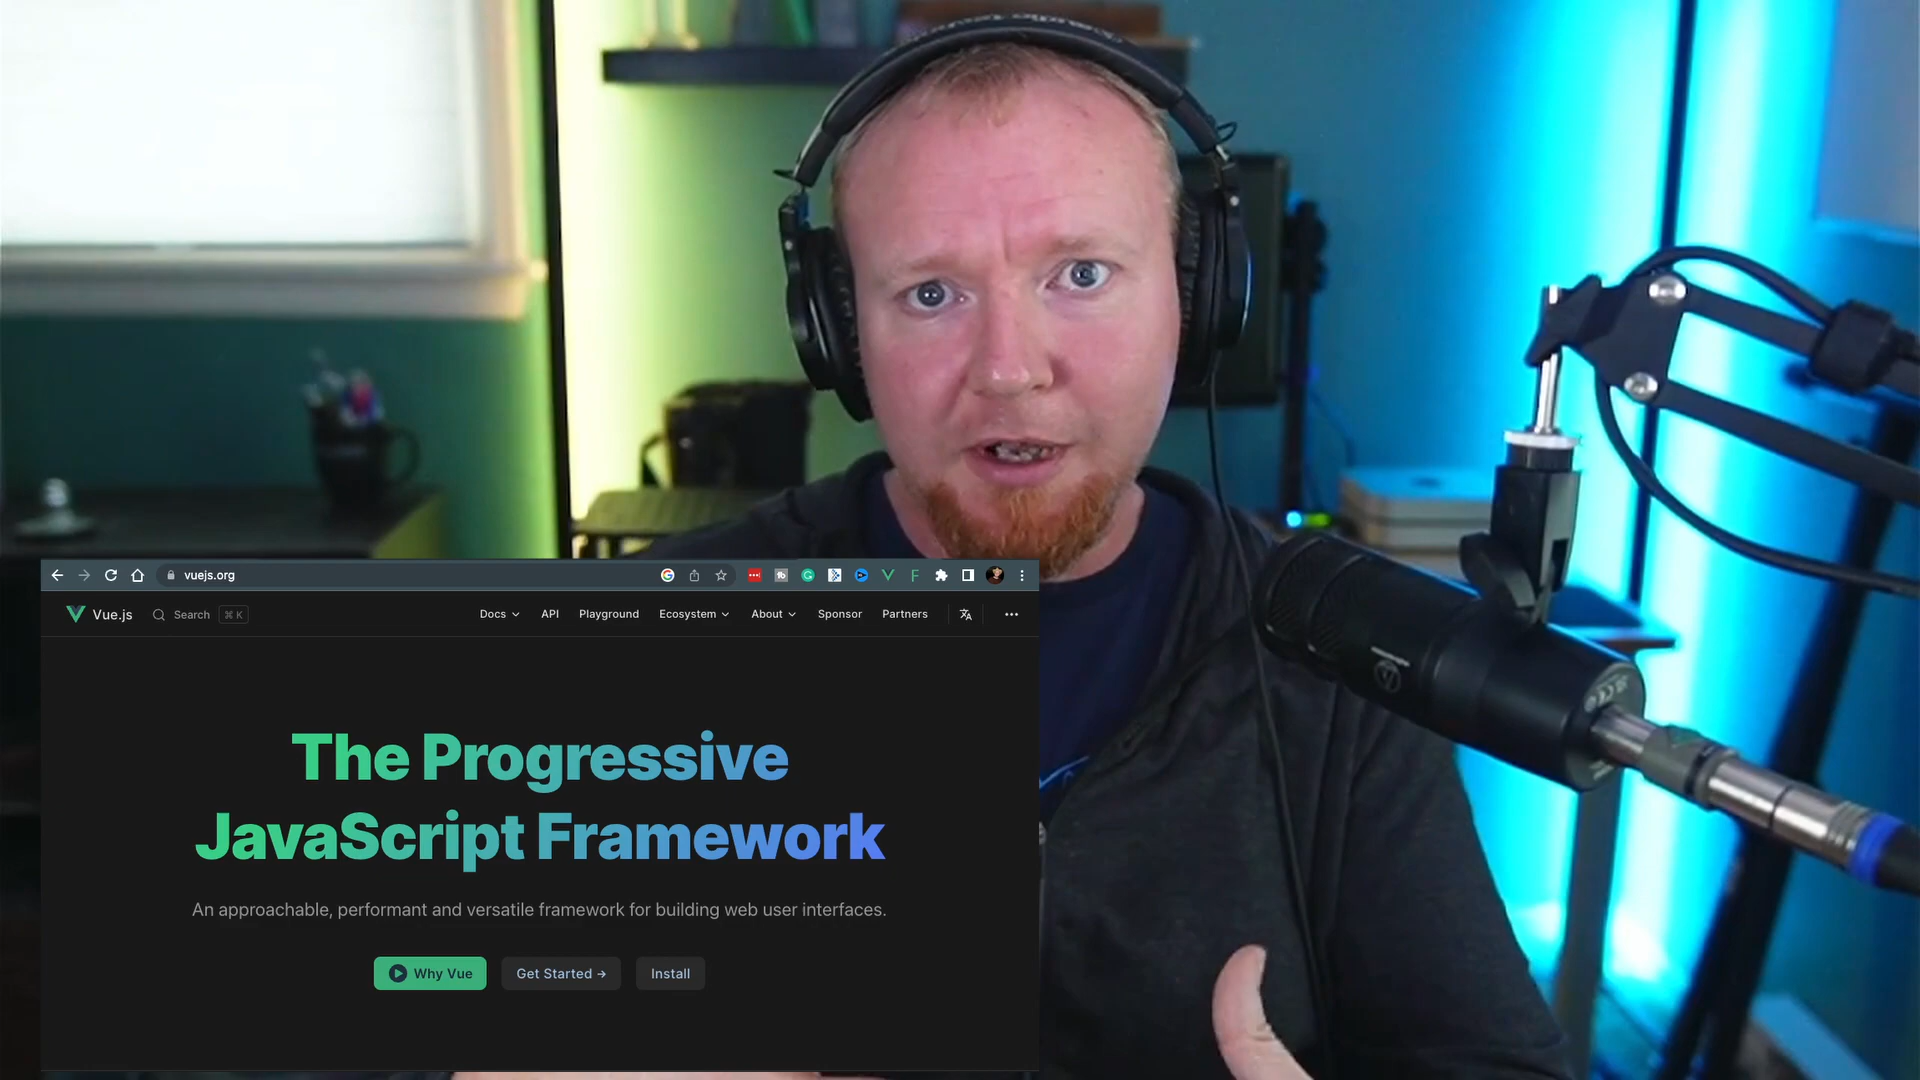 vuejs.org
Vue.js Search ⌘ K Docs API Playground Ecosystem About Sponsor Partners
The Progressive
JavaScript Framework
An approachable, performant and versatile framework for building web user interfaces.
Why Vue Get Started → Install